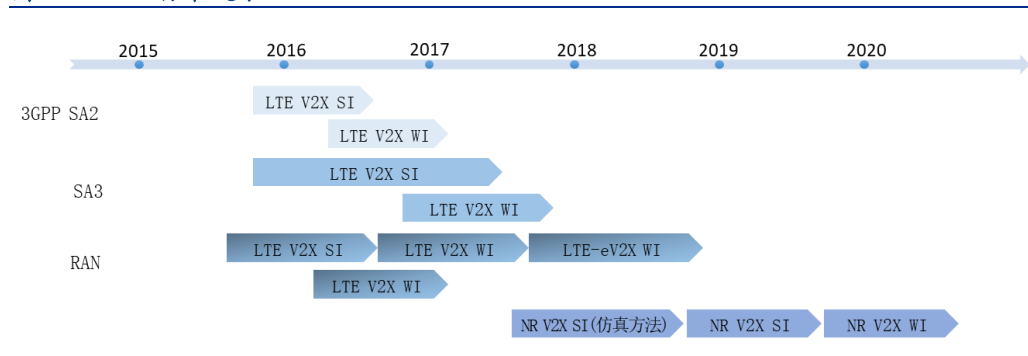 2015 2016 2017 2018 2019 2020
3GPP SA2
LTE V2X SI
LTE V2X WI
SA3
LTE V2X SI
LTE V2X WI
RAN
LTE V2X SI LTE V2X WI LTE-eV2X WI
LTE V2X WI
NR V2X SI(仿真方法) NR V2X SI NR V2X WI